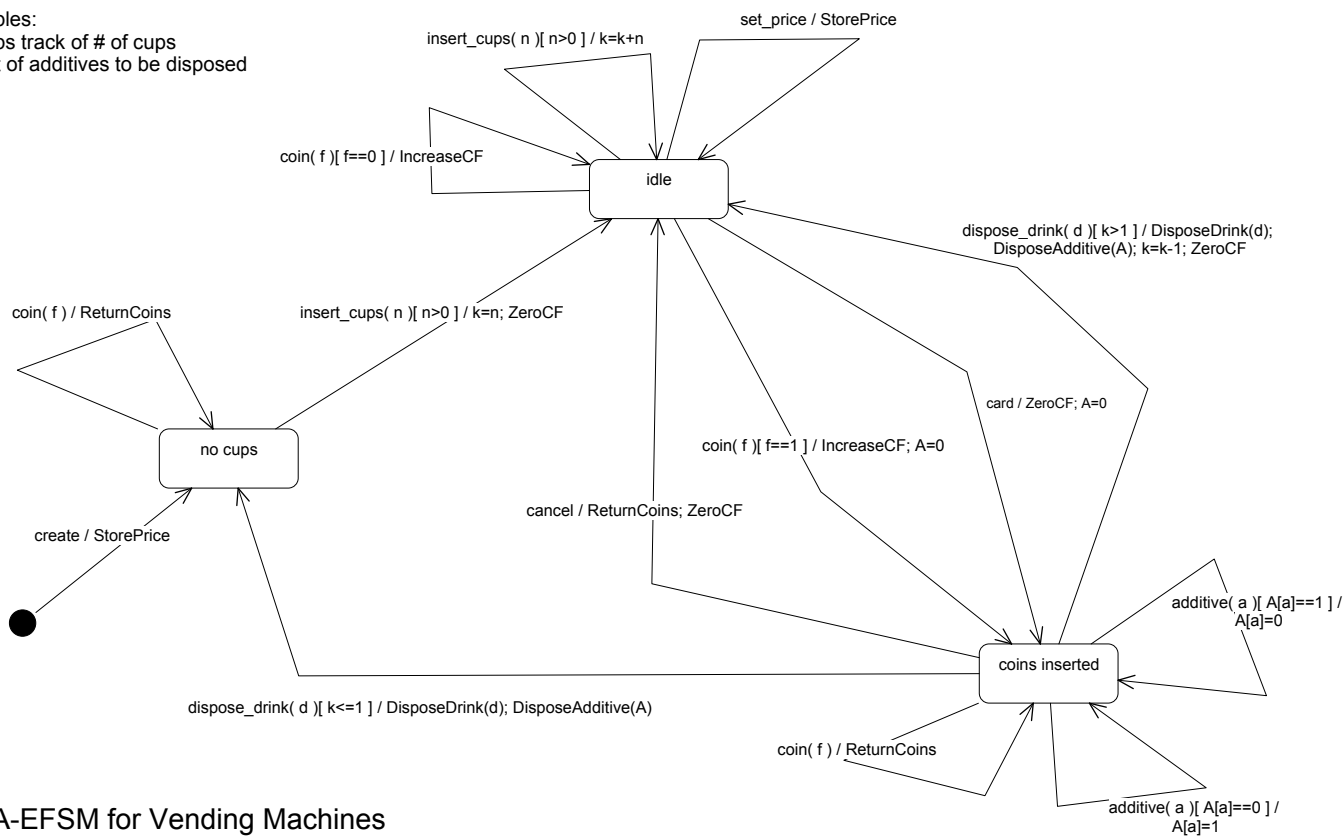 set_price / StorePrice
os track of # of cups
of additives to be disposed
insert_cups( n )[ n>0 ] / k=k+n
coin( f )[ f==0 ] / IncreaseCF
idle
dispose_drink( d )[ k>1 ] / DisposeDrink(d);
DisposeAdditive(A); k=k-1; ZeroCF
coin( f ) / ReturnCoins
insert_cups( n )[ n>0 ] / k=n; ZeroCF
card / ZeroCF; A=0
no cups
coin( f )[ f==1 ] / IncreaseCF; A=0
cancel / ReturnCoins; ZeroCF
create / StorePrice
additive( a )[ A[a]==1 ] /
A[a]=0
coins inserted
dispose_drink( d )[ k<=1 ] / DisposeDrink(d); DisposeAdditive(A)
coin( f ) / ReturnCoins
additive( a )[ A[a]==0 ] /
A[a]=1
A-EFSM for Vending Machines